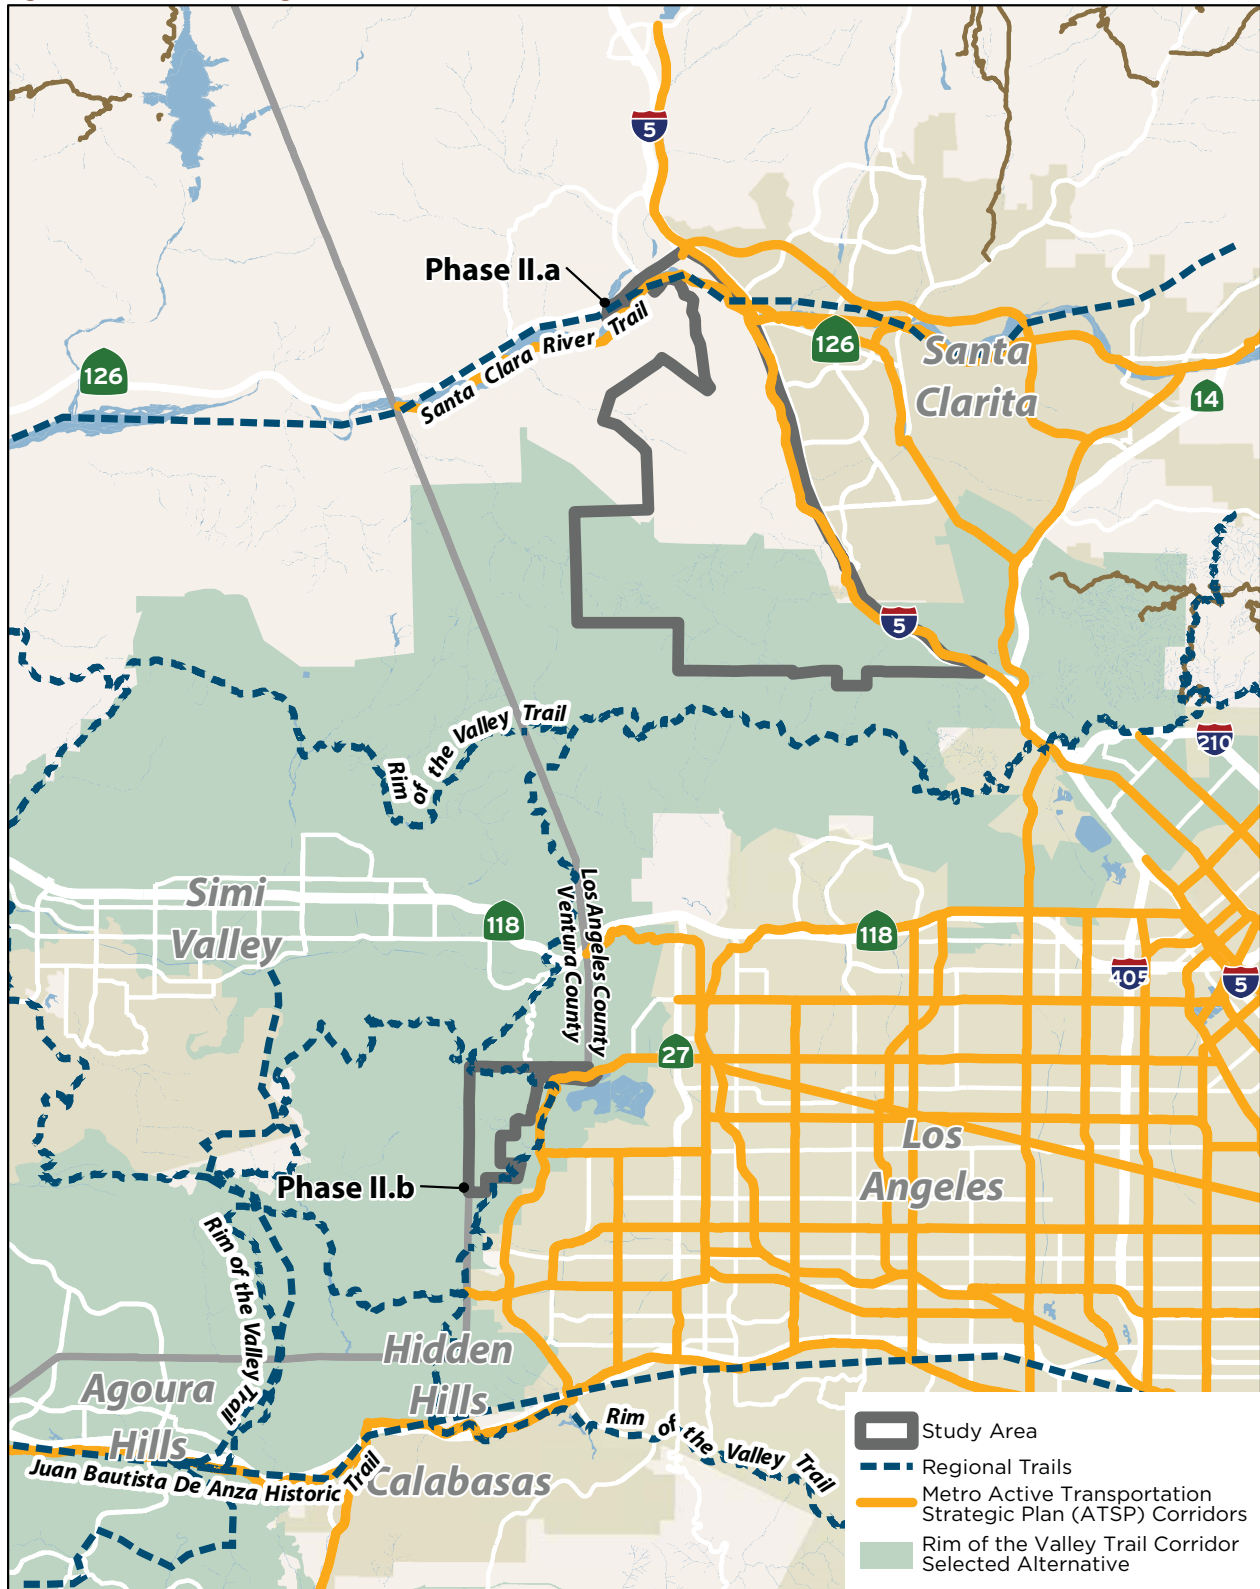 5
Phase II.a
Santa Clara River Trail
126
126
Santa
Clarita
14
5
Rim of the Valley Trail
210
Simi
Valley
118
Los Angeles County
Ventura County
118
405
5
27
Los
Angeles
Phase II.b
Rim of the Valley Trail
Hidden
Hills
Agoura
Hills
Rim of the Valley Trail
Juan Bautista De Anza Historic Trail
Calabasas
Study Area
Regional Trails
Metro Active Transportation
Strategic Plan (ATSP) Corridors
Rim of the Valley Trail Corridor
Selected Alternative